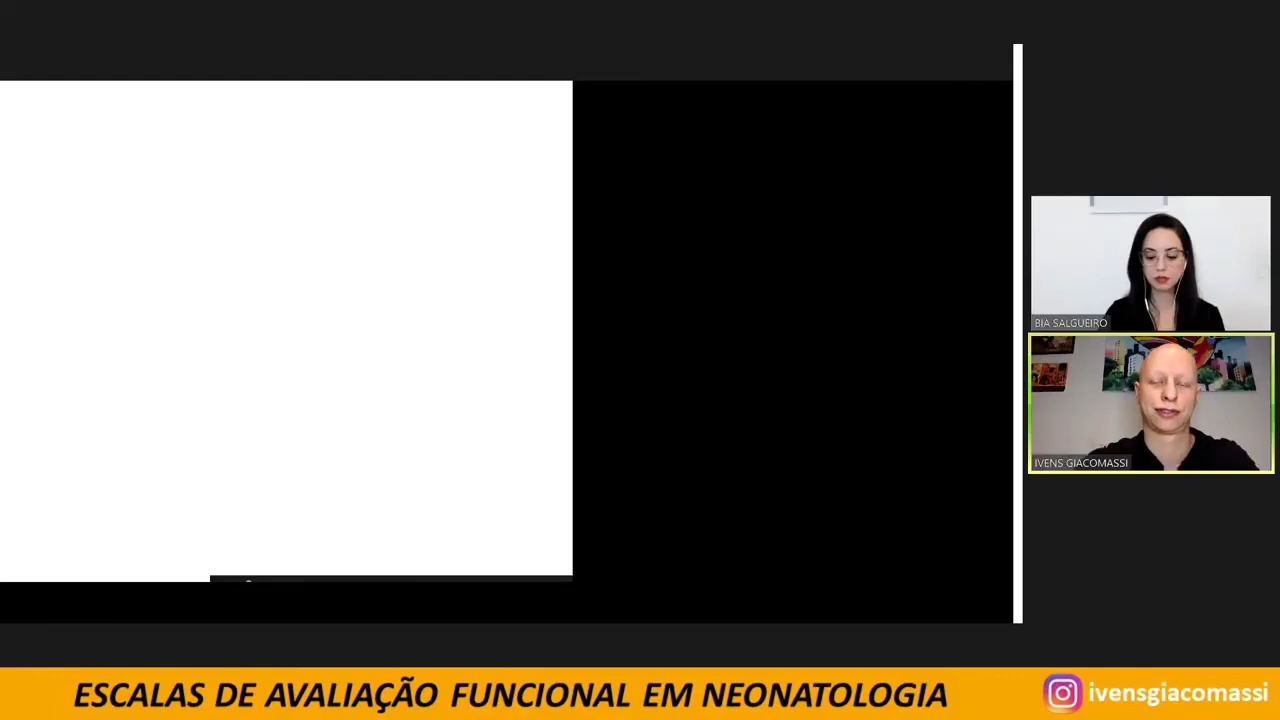 BIA SALGUEIRO
IVENS GIACOMASSI
ESCALAS DE AVALIAÇÃO FUNCIONAL EM NEONATOLOGIA
ivensgiacomassi